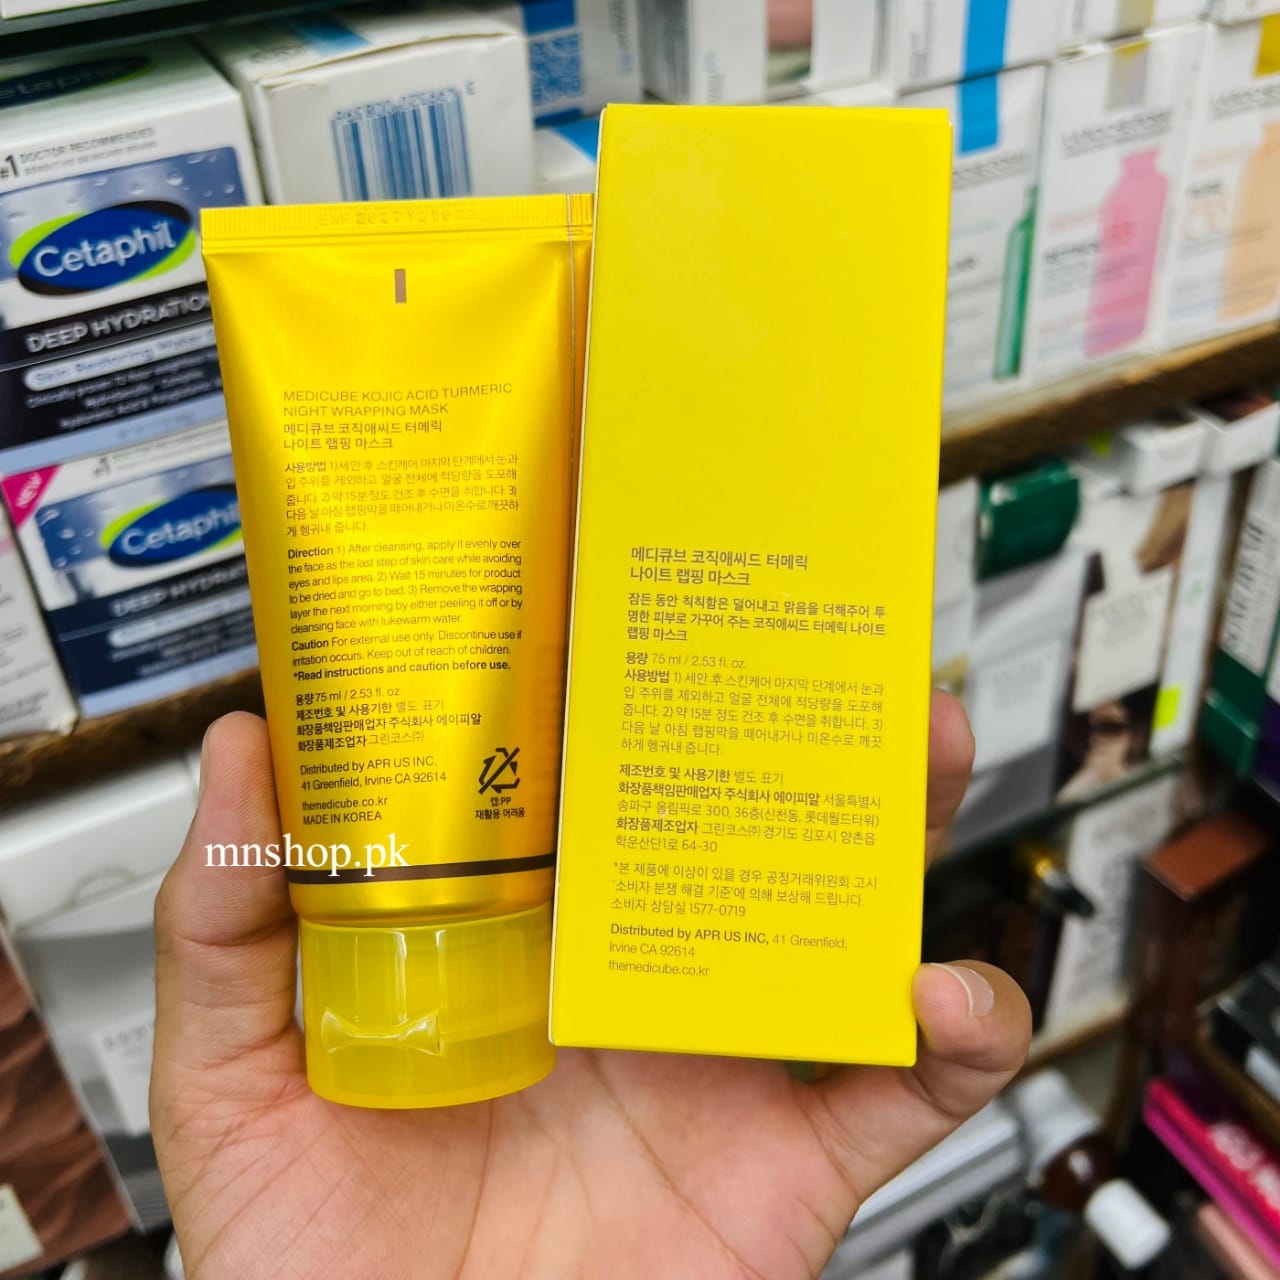 #1 DOCTOR RECOMMENDED
SENSITIVE SKINCARE BRAND
Cetaphil
DEEP HYDRATION
Skin Restoring Water
NEW
Cetaphil
DEEP HYDRATION
MEDICUBE KOJIC ACID TURMERIC
NIGHT WRAPPING MASK
메디큐브 코직애씨드 터메릭
나이트 랩핑 마스크
사용방법 1)세안 후 스킨케어 마지막 단계에서 눈과
입 주위를 제외하고 얼굴 전체에 적당량을 도포해
줍니다. 2) 약 15분정도 건조 후 수면을 취합니다. 3)
다음 날 아침 랩핑막을 떼어내거나 미온수로 깨끗하
게 헹궈내 줍니다.
Direction 1) After cleansing, apply it evenly over
the face as the last step of skin care while avoiding
eyes and lips area. 2) Wait 15 minutes for product
to be dried and go to bed. 3) Remove the wrapping
layer the next morning by either peeling it off or by
cleansing face with lukewarm water.
Caution For external use only. Discontinue use if
irritation occurs. Keep out of reach of children.
*Read instructions and caution before use.
용량 75 ml / 2.53 fl. oz.
제조번호 및 사용기한 별도 표기
화장품책임판매업자 주식회사 에이피알
화장품제조업자 그린코스㈜
Distributed by APR US INC,
41 Greenfield, Irvine CA 92614
themedicube.co.kr
MADE IN KOREA
캡:PP
재활용 어려움
mnshop.pk
메디큐브 코직애씨드 터메릭
나이트 랩핑 마스크
잠든 동안 칙칙함은 덜어내고 맑음을 더해주어 투
명한 피부로 가꾸어 주는 코직애씨드 터메릭 나이트
랩핑 마스크
용량 75 ml / 2.53 fl. oz.
사용방법 1) 세안 후 스킨케어 마지막 단계에서 눈과
입 주위를 제외하고 얼굴 전체에 적당량을 도포해
줍니다. 2) 약 15분 정도 건조 후 수면을 취합니다. 3)
다음 날 아침 랩핑막을 떼어내거나 미온수로 깨끗
하게 헹궈내 줍니다.
제조번호 및 사용기한 별도 표기
화장품책임판매업자 주식회사 에이피알 서울특별시
송파구 올림픽로 300, 36층(신천동, 롯데월드타워)
화장품제조업자 그린코스㈜ 경기도 김포시 양촌읍
학운산단1로 64-30
*본 제품에 이상이 있을 경우 공정거래위원회 고시
'소비자 분쟁 해결 기준'에 의해 보상해 드립니다.
소비자 상담실 1577-0719
Distributed by APR US INC, 41 Greenfield,
Irvine CA 92614
themedicube.co.kr